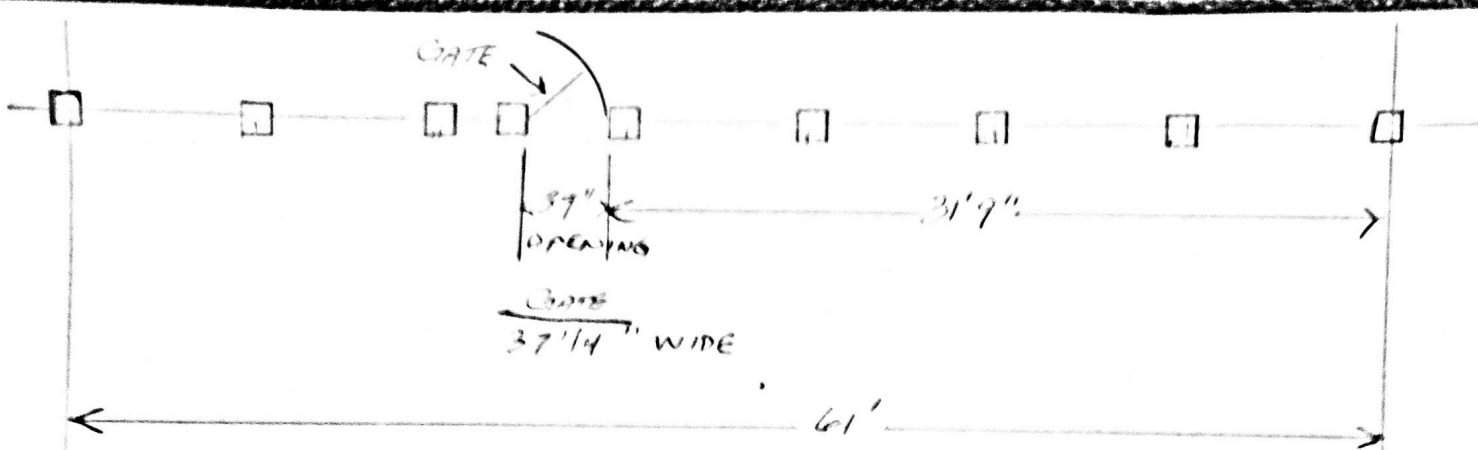 GATE
39"
31'9"
OPENING
GATE
37 1/4" WIDE
61'